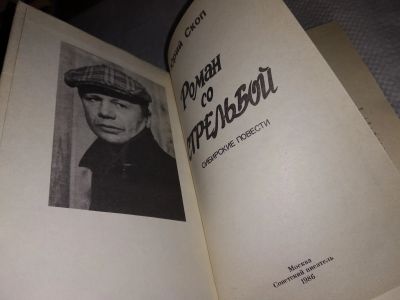 Юрий Скоп
Роман
со
СТРЕЛЬБОЙ
СИБИРСКИЕ ПОВЕСТИ
Москва
Советский писатель
1986